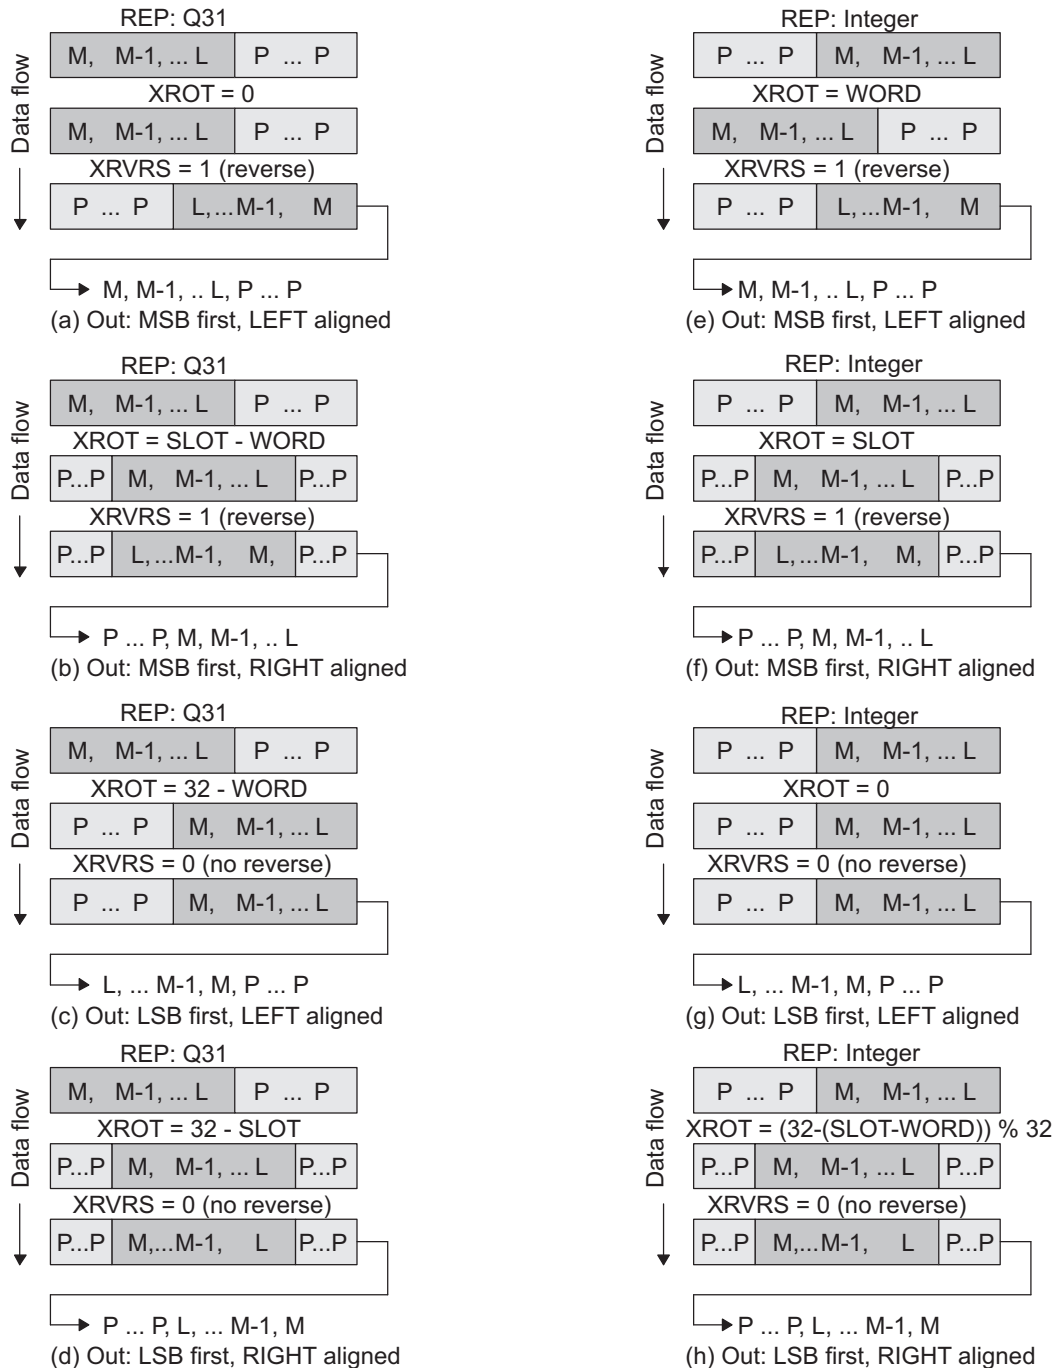 REP: Q31
Data flow
M, M-1, ... L P ... P
XROT = 0
M, M-1, ... L P ... P
XRVRS = 1 (reverse)
P ... P L,...M-1, M
M, M-1, .. L, P ... P
(a) Out: MSB first, LEFT aligned
REP: Q31
Data flow
M, M-1, ... L P ... P
XROT = SLOT - WORD
P...P M, M-1, ... L P...P
XRVRS = 1 (reverse)
P...P L,...M-1, M, P...P
P ... P, M, M-1, .. L
(b) Out: MSB first, RIGHT aligned
REP: Q31
Data flow
M, M-1, ... L P ... P
XROT = 32 - WORD
P ... P M, M-1, ... L
XRVRS = 0 (no reverse)
P ... P M, M-1, ... L
L, ... M-1, M, P ... P
(c) Out: LSB first, LEFT aligned
REP: Q31
Data flow
M, M-1, ... L P ... P
XROT = 32 - SLOT
P...P M, M-1, ... L P...P
XRVRS = 0 (no reverse)
P...P M,...M-1, L P...P
P ... P, L, ... M-1, M
(d) Out: LSB first, RIGHT aligned
REP: Integer
Data flow
P ... P M, M-1, ... L
XROT = WORD
M, M-1, ... L P ... P
XRVRS = 1 (reverse)
P ... P L,...M-1, M
M, M-1, .. L, P ... P
(e) Out: MSB first, LEFT aligned
REP: Integer
Data flow
P ... P M, M-1, ... L
XROT = SLOT
P...P M, M-1, ... L P...P
XRVRS = 1 (reverse)
P...P L,...M-1, M, P...P
P ... P, M, M-1, .. L
(f) Out: MSB first, RIGHT aligned
REP: Integer
Data flow
P ... P M, M-1, ... L
XROT = 0
P ... P M, M-1, ... L
XRVRS = 0 (no reverse)
P ... P M, M-1, ... L
L, ... M-1, M, P ... P
(g) Out: LSB first, LEFT aligned
REP: Integer
Data flow
P ... P M, M-1, ... L
XROT = (32-(SLOT-WORD)) % 32
P...P M, M-1, ... L P...P
XRVRS = 0 (no reverse)
P...P M,...M-1, L P...P
P ... P, L, ... M-1, M
(h) Out: LSB first, RIGHT aligned